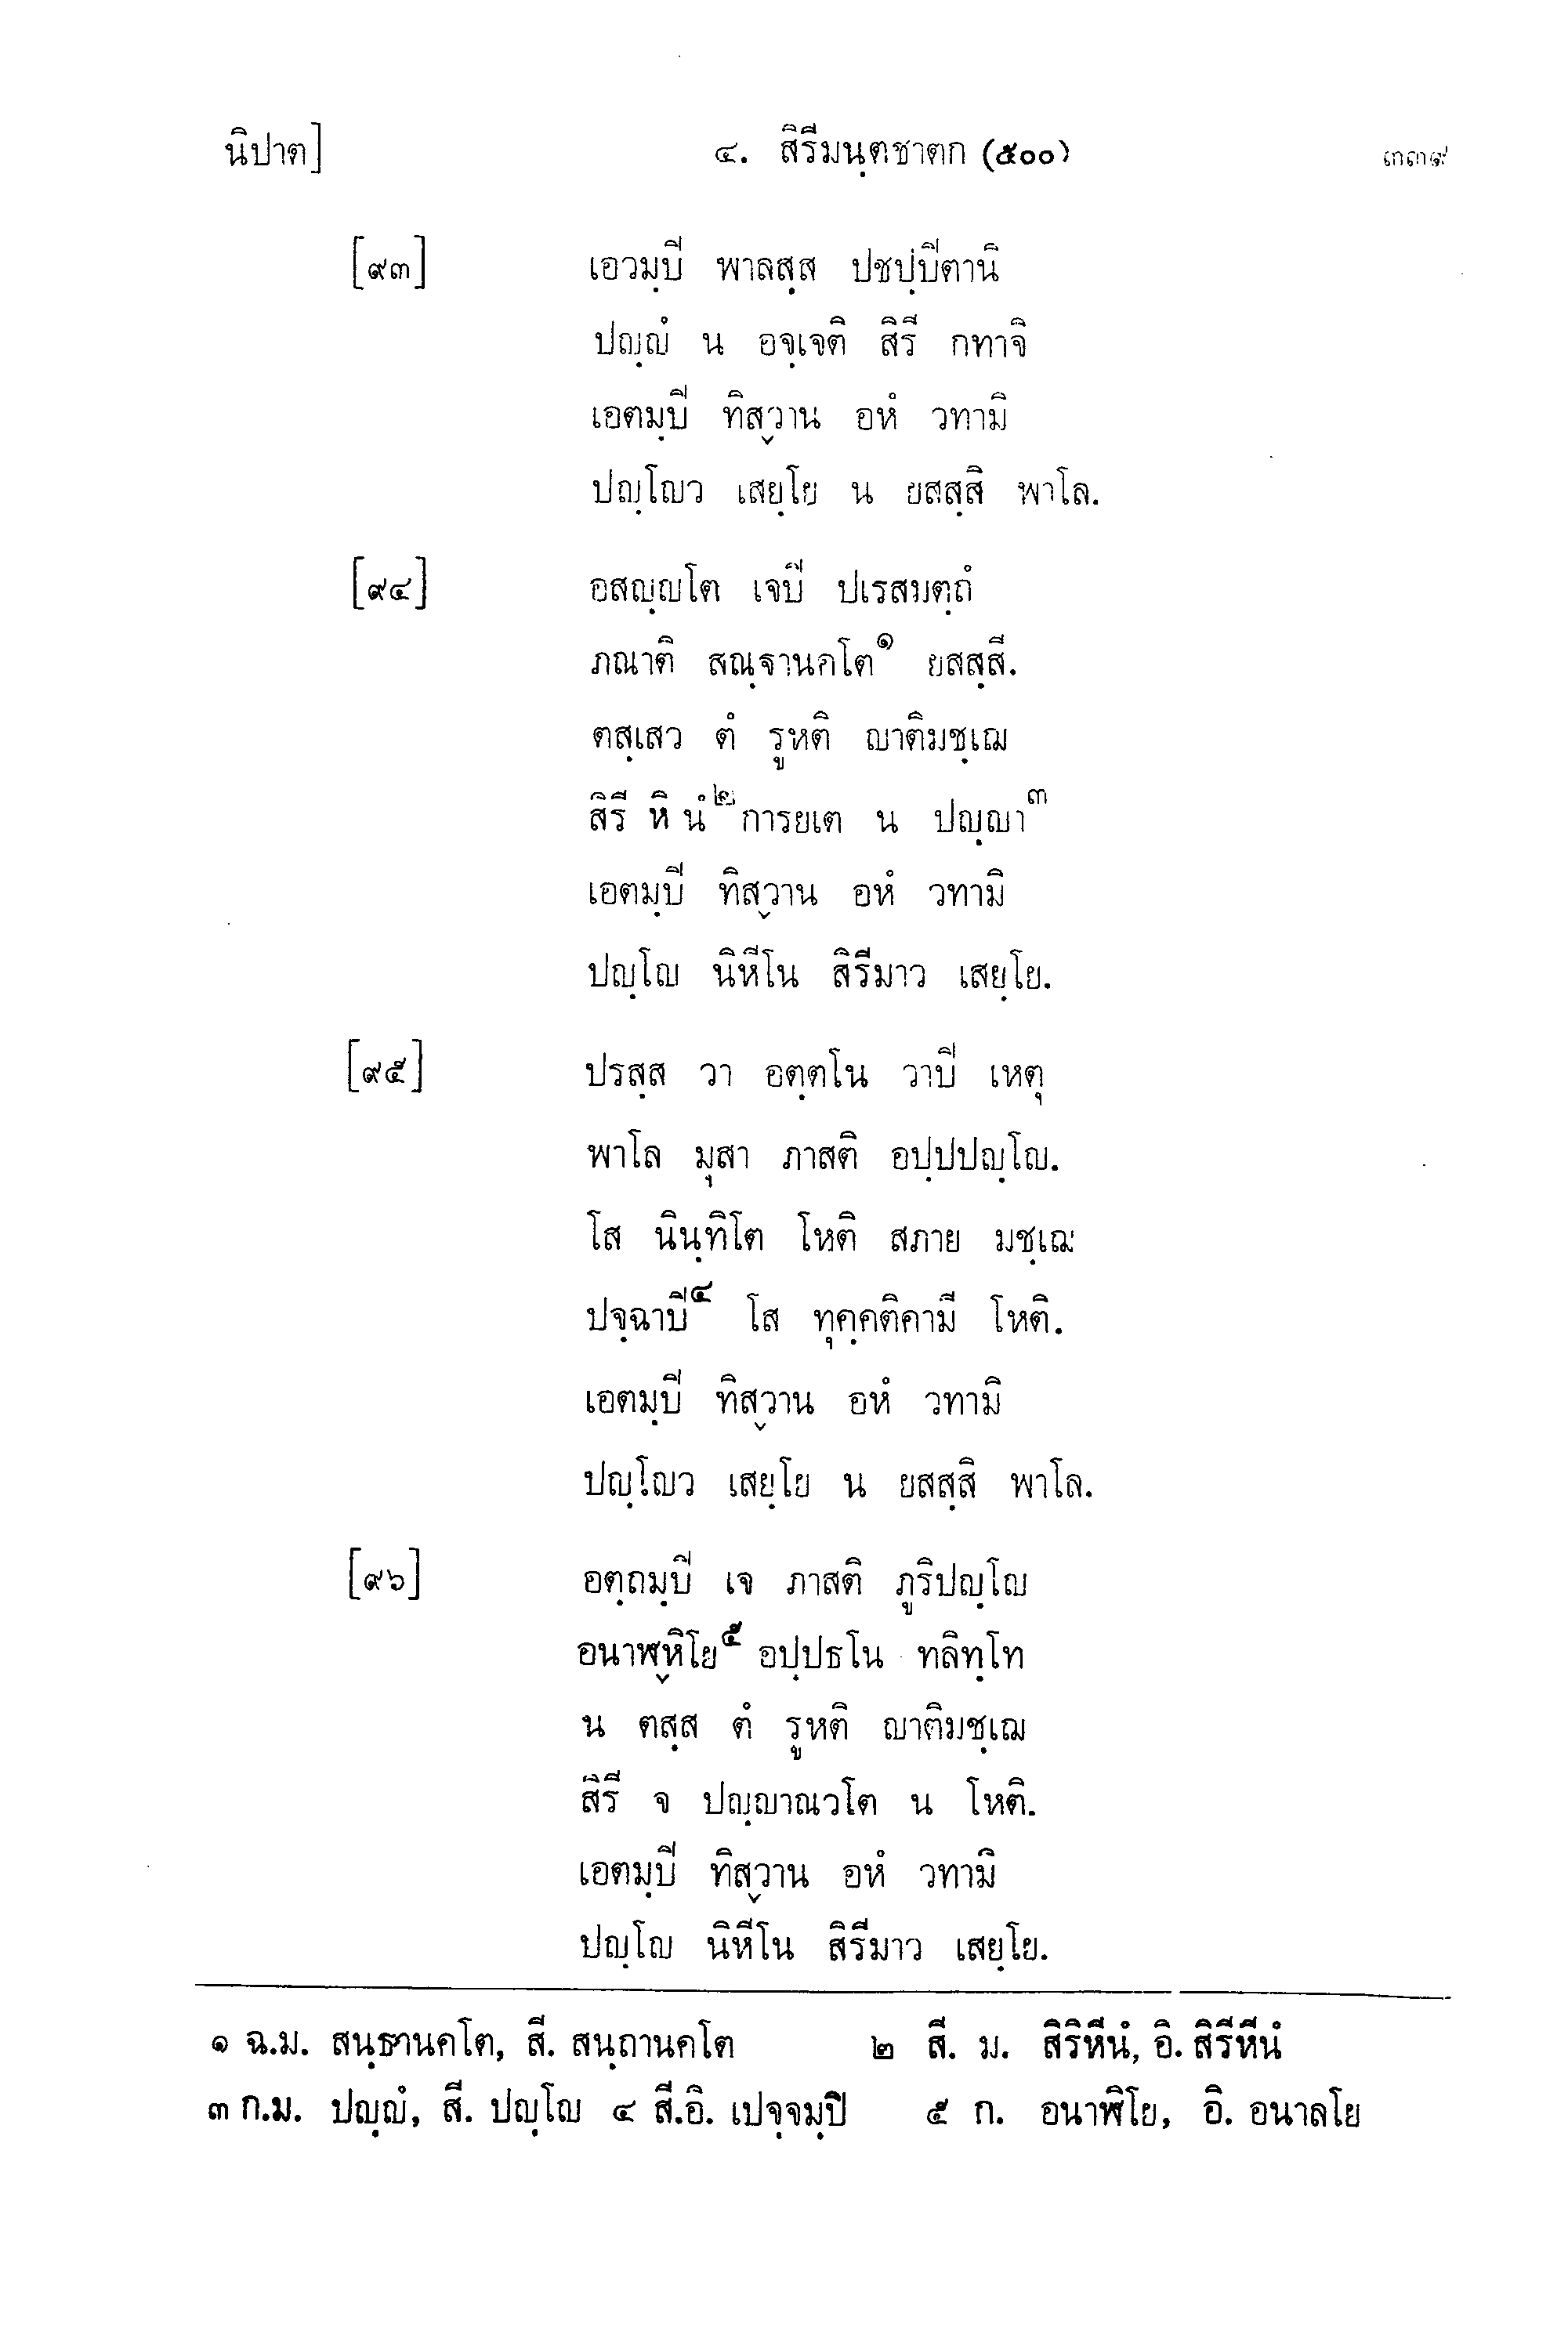 นิปาต] ๔. สิรีมนฺตชาตก (๕๐๐) ๓๓๙
[๙๓] เอวมฺปิ พาลสฺส ปชปฺปิตานิ
ปญฺญํ น อจฺเจติ สิรี กทาจิ
เอตมฺปิ ทิสฺวาน อหํ วทามิ
ปญฺโญว เสยฺโย น ยสสฺสิ พาโล.
[๙๔] อสญฺญโต เจปิ ปเรสมตฺถํ
ภณาติ สณฺฐานคโต๑ ยสสฺสี.
ตสฺเสว ตํ รูหติ ญาติมชฺเฌ
สิรี หิ นํ๒ การยเต น ปญฺญา๓
เอตมฺปิ ทิสฺวาน อหํ วทามิ
ปญฺโญ นิหีโน สิรีมาว เสยฺโย.
[๙๕] ปรสฺส วา อตฺตโน วาปิ เหตุ
พาโล มุสา ภาสติ อปฺปปญฺโญ.
โส นินฺทิโต โหติ สภาย มชฺเฌ
ปจฺฉาปิ๔ โส ทุคฺคติคามี โหติ.
เอตมฺปิ ทิสฺวาน อหํ วทามิ
ปญฺโญว เสยฺโย น ยสสฺสิ พาโล.
[๙๖] อตฺถมฺปิ เจ ภาสติ ภูริปญฺโญ
อนาฬฺหิโย๕ อปฺปธโน ทลิทฺโท
น ตสฺส ตํ รูหติ ญาติมชฺเฌ
สิรี จ ปญฺญาณวโต น โหติ.
เอตมฺปิ ทิสฺวาน อหํ วทามิ
ปญฺโญ นิหีโน สิรีมาว เสยฺโย.
๑ ฉ.ม. สนฺธานคโต, สี. สนฺถานคโต ๒ สี. ม. สิริหีนํ, อิ. สิรีหีนํ
๓ ก.ม. ปญฺญํ, สี. ปญฺโญ ๔ สี.อิ. เปจฺจมฺปิ ๕ ก. อนาฬิโย, อิ. อนาลโย